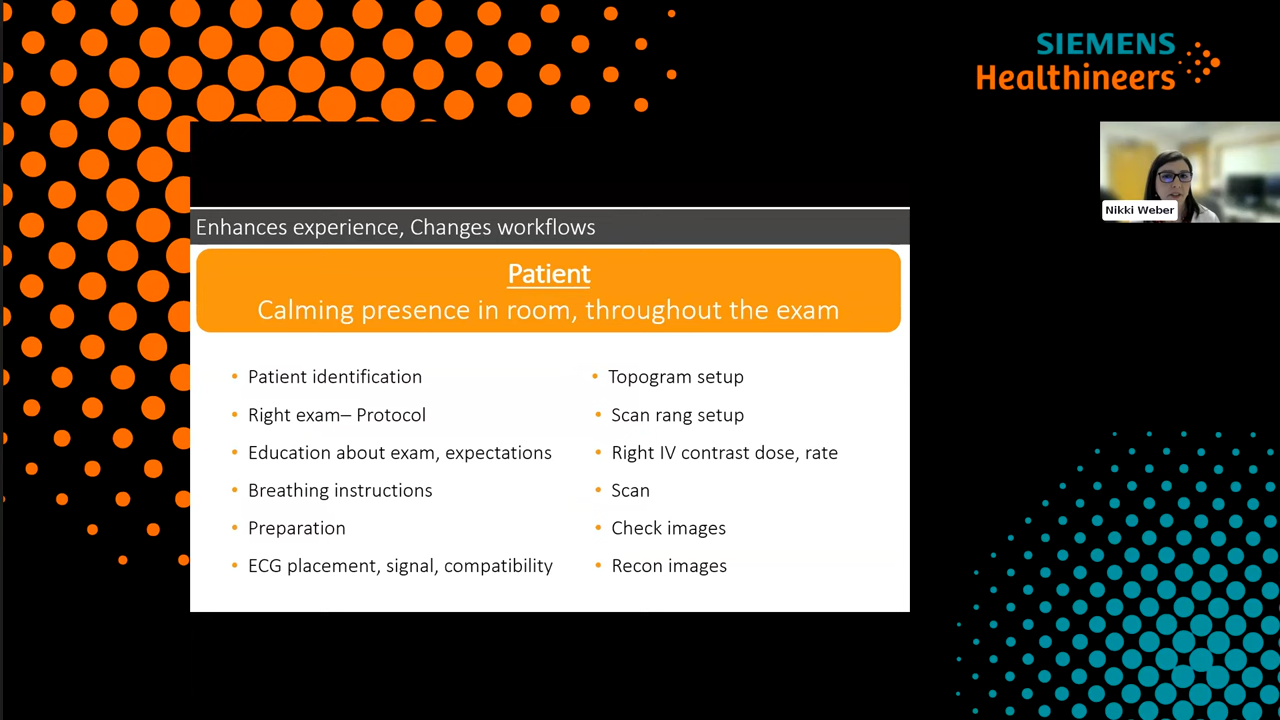 SIEMENS
Healthineers
Nikki Weber
Enhances experience, Changes workflows
Patient
Calming presence in room, throughout the exam
• Patient identification
• Right exam– Protocol
• Education about exam, expectations
• Breathing instructions
• Preparation
• ECG placement, signal, compatibility
• Topogram setup
• Scan rang setup
• Right IV contrast dose, rate
• Scan
• Check images
• Recon images